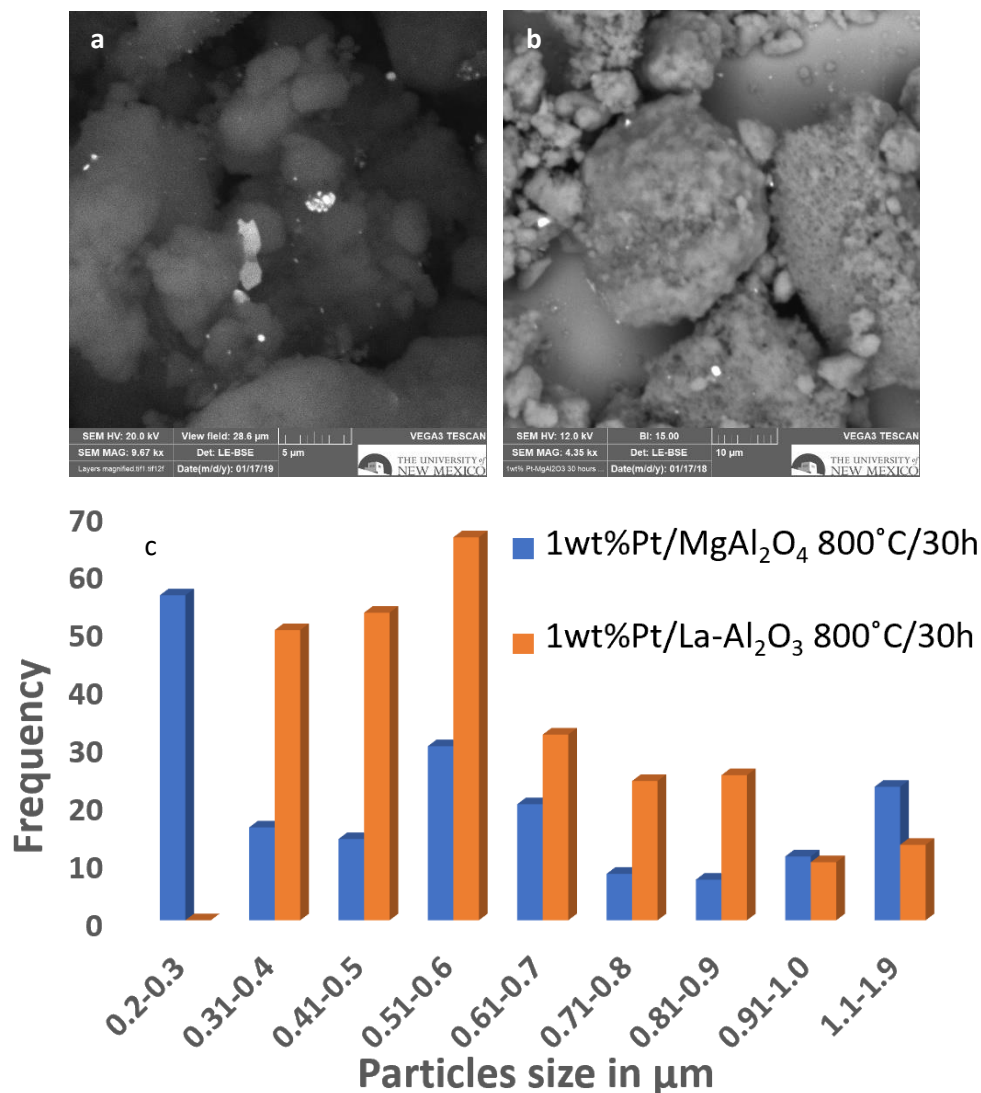 a
SEM HV: 20.0 kV View field: 28.6 µm VEGA3 TESCAN
SEM MAG: 9.67 kx Det: LE-BSE 5 µm
Layers magnified.tif1.tif12f Date(m/d/y): 01/17/19
THE UNIVERSITY of
NEW MEXICO
b
SEM HV: 12.0 kV BI: 15.00 VEGA3 TESCAN
SEM MAG: 4.35 kx Det: LE-BSE 10 µm
1wt% Pt-MgAl2O3 30 hours ... Date(m/d/y): 01/17/18
THE UNIVERSITY of
NEW MEXICO
c
1wt%Pt/MgAl₂O₄ 800˚C/30h
1wt%Pt/La-Al₂O₃ 800˚C/30h
Frequency
70
60
50
40
30
20
10
0
0.2-0.3
0.31-0.4
0.41-0.5
0.51-0.6
0.61-0.7
0.71-0.8
0.81-0.9
0.91-1.0
1.1-1.9
Particles size in µm